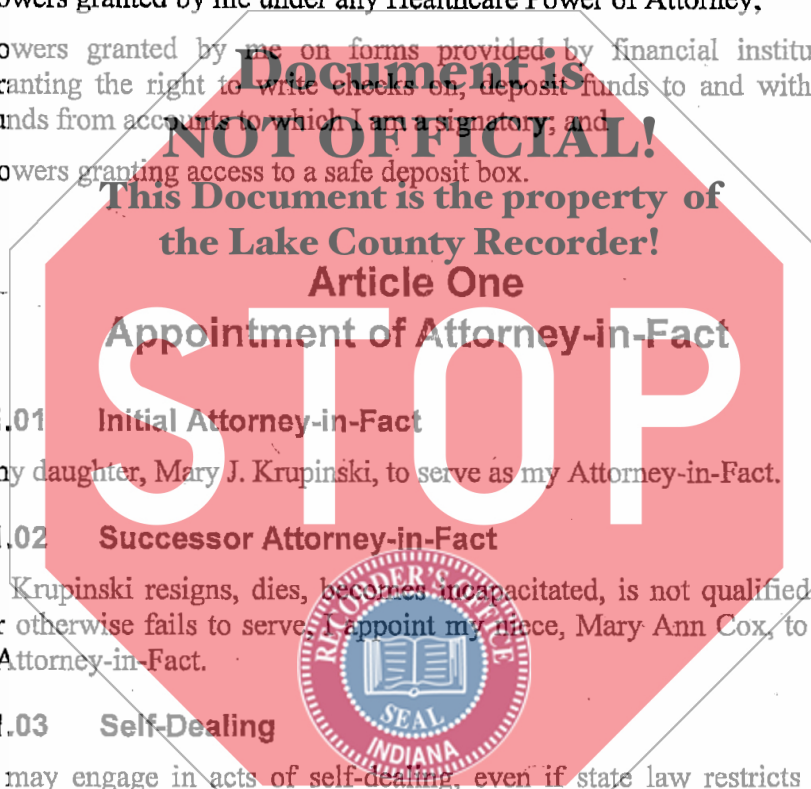 owers granted by me under any Healthcare Power of Attorney;
owers granted by me on forms provided by financial institu
ranting the right to write checks on, deposit funds to and with
unds from accounts to which I am a signatory; and
owers granting access to a safe deposit box.
Document is
NOT OFFICIAL!
This Document is the property of
the Lake County Recorder!
Article One
Appointment of Attorney-in-Fact
STOP
.01 Initial Attorney-in-Fact
ny daughter, Mary J. Krupinski, to serve as my Attorney-in-Fact.
.02 Successor Attorney-in-Fact
Krupinski resigns, dies, becomes incapacitated, is not qualified
r otherwise fails to serve, I appoint my niece, Mary Ann Cox, to
Attorney-in-Fact.
RECORDER'S OFFICE
SEAL
INDIANA
.03 Self-Dealing
may engage in acts of self-dealing, even if state law restricts